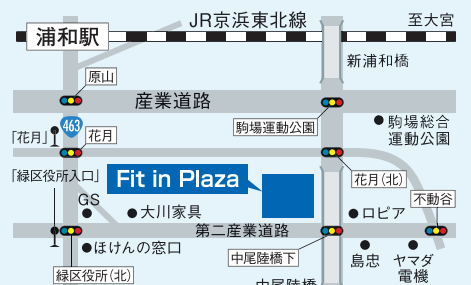 JR京浜東北線
至大宮
浦和駅
新浦和橋
原山
産業道路
463
駒場運動公園
駒場総合
運動公園
「花月」
花月
「緑区役所入口」
Fit in Plaza
花月(北)
不動谷
GS
大川家具
ロピア
第二産業道路
ほけんの窓口
中尾陸橋下
島忠
ヤマダ
電機
緑区役所(北)
中尾陸橋